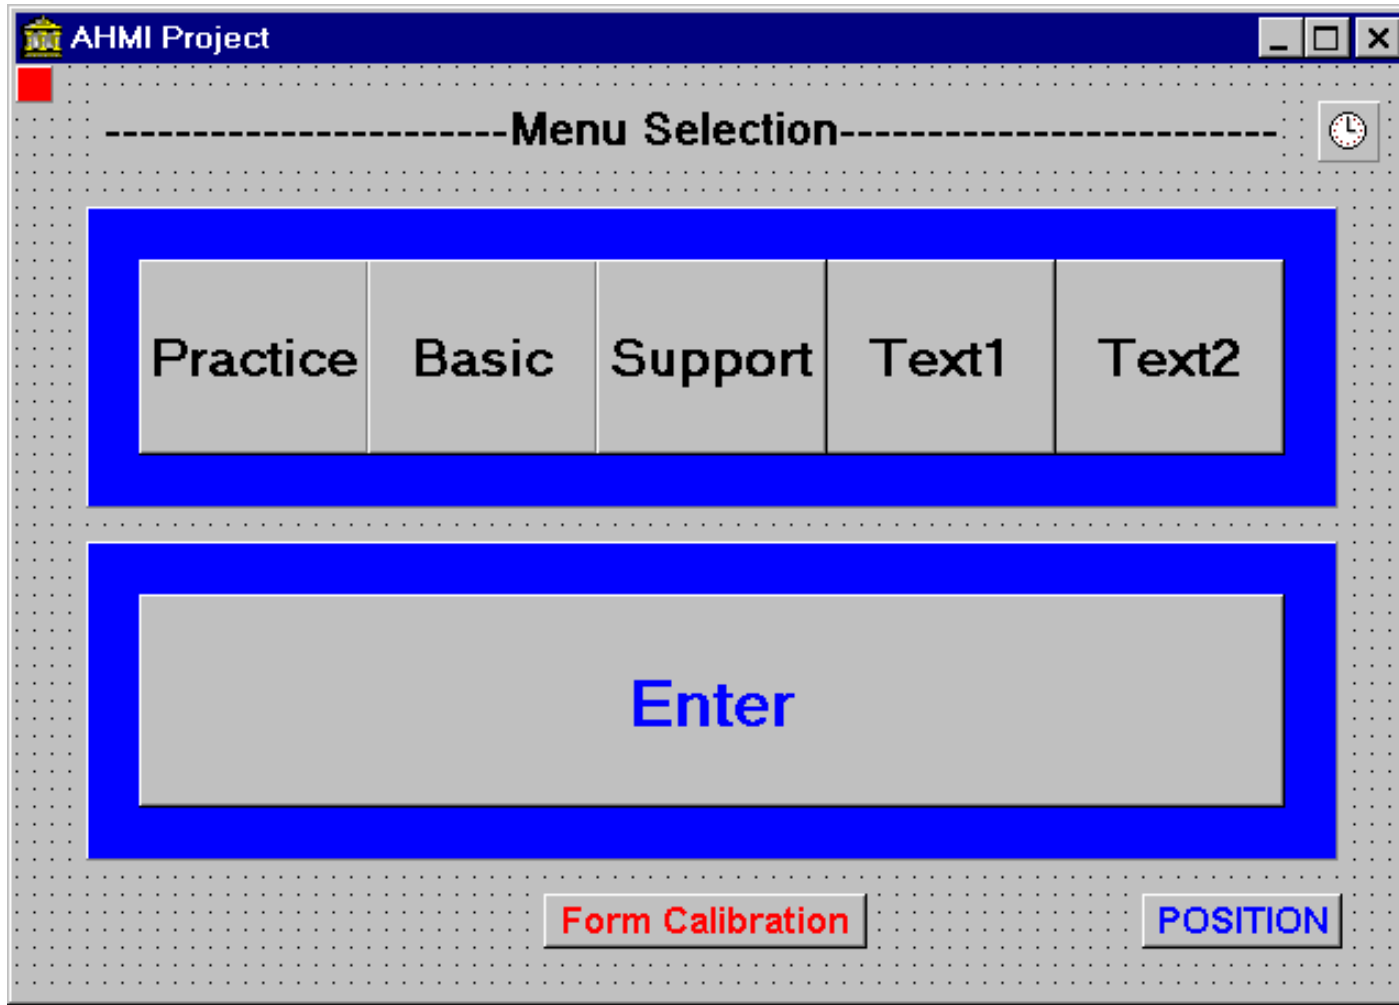 AHMI Project
-----------------------Menu Selection-------------------------
Practice Basic Support Text1 Text2
Enter
Form Calibration POSITION